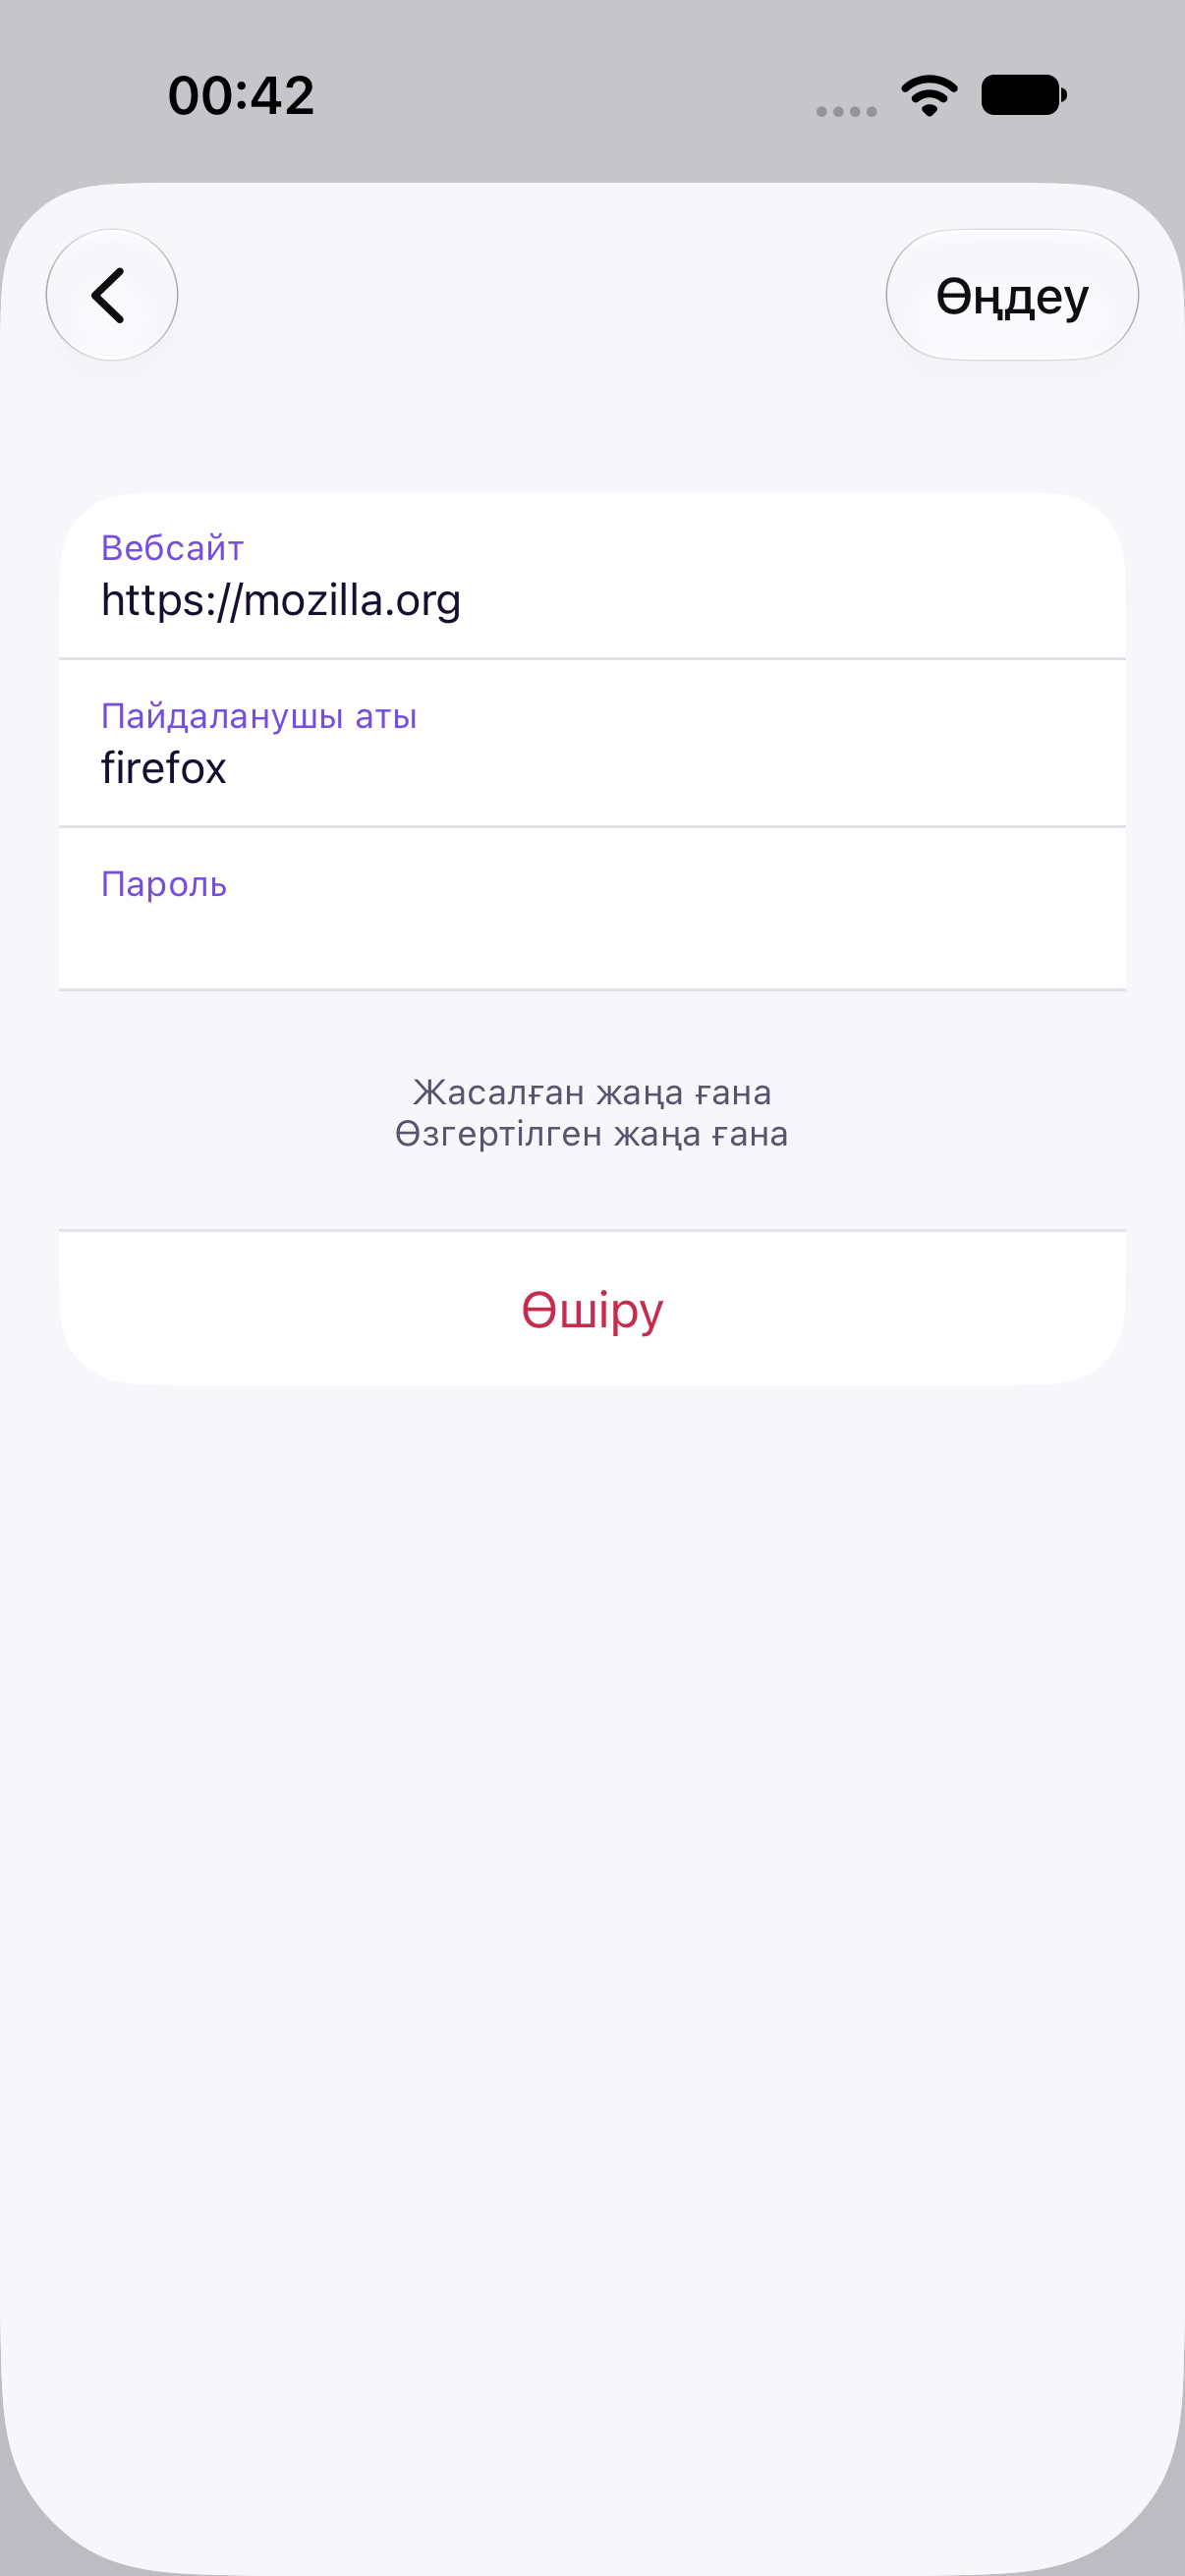 00:42
Өңдеу
Вебсайт
https://mozilla.org
Пайдаланушы аты
firefox
Пароль
Жасалған жаңа ғана
Өзгертілген жаңа ғана
Өшіру